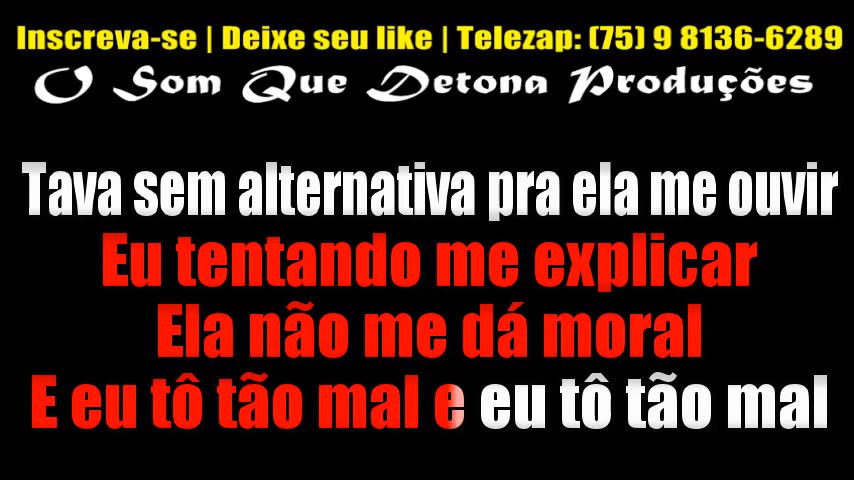 Inscreva-se | Deixe seu like | Telezap: (75) 9 8136-6289
O Som Que Detona Produções
Tava sem alternativa pra ela me ouvir
Eu tentando me explicar
Ela não me dá moral
E eu tô tão mal e eu tô tão mal